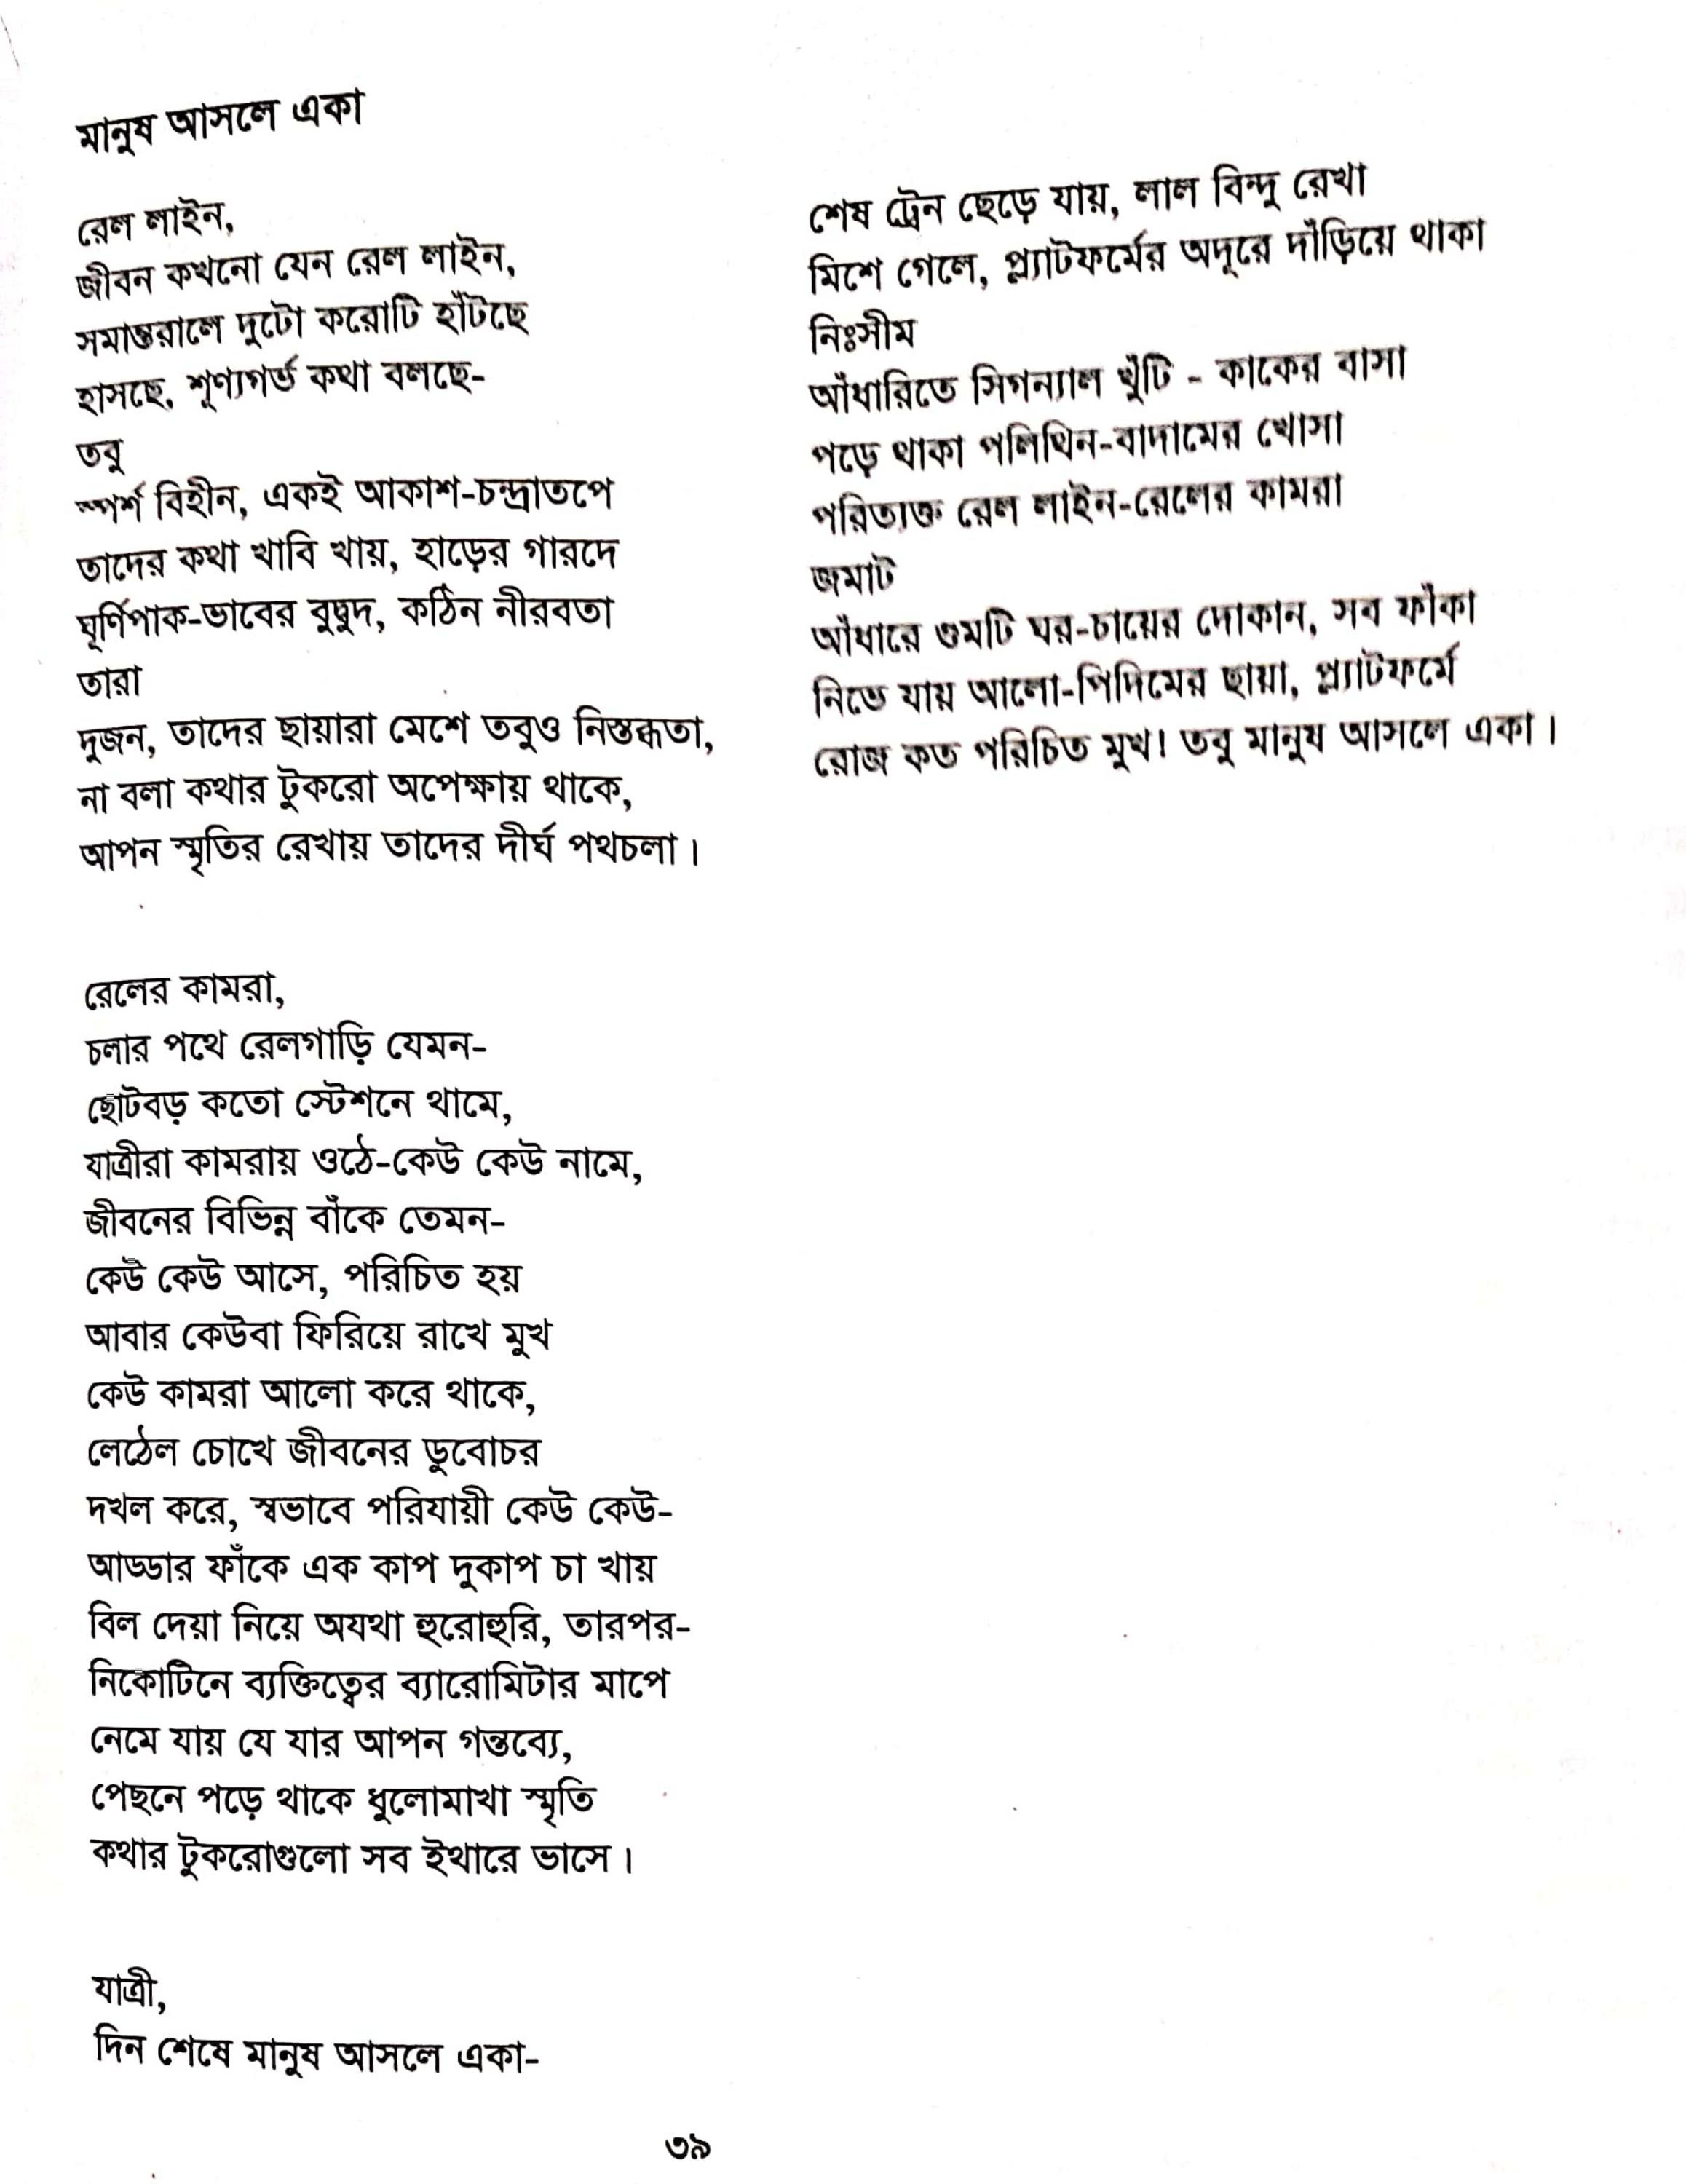 মানুষ আসলে একা
রেল লাইন,
জীবন কখনো যেন রেল লাইন,
সমান্তরালে দুটো করোটি হাঁটছে
হাসছে, শূণ্যগর্ভ কথা বলছে-
তবু
স্পর্শ বিহীন, একই আকাশ-চন্দ্রাতপে
তাদের কথা খাবি খায়, হাড়ের গারদে
ঘূর্ণিপাক-ভাবের বুদ্বুদ, কঠিন নীরবতা
তারা
দুজন, তাদের ছায়ারা মেশে তবুও নিস্তব্ধতা,
না বলা কথার টুকরো অপেক্ষায় থাকে,
আপন স্মৃতির রেখায় তাদের দীর্ঘ পথচলা।
রেলের কামরা,
চলার পথে রেলগাড়ি যেমন-
ছোটবড় কতো স্টেশনে থামে,
যাত্রীরা কামরায় ওঠে-কেউ কেউ নামে,
জীবনের বিভিন্ন বাঁকে তেমন-
কেউ কেউ আসে, পরিচিত হয়
আবার কেউবা ফিরিয়ে রাখে মুখ
কেউ কামরা আলো করে থাকে,
লেঠেল চোখে জীবনের ডুবোচর
দখল করে, স্বভাবে পরিযায়ী কেউ কেউ-
আড্ডার ফাঁকে এক কাপ দুকাপ চা খায়
বিল দেয়া নিয়ে অযথা হুরোহুরি, তারপর-
নিকোটিনে ব্যক্তিত্বের ব্যারোমিটার মাপে
নেমে যায় যে যার আপন গন্তব্যে,
পেছনে পড়ে থাকে ধুলোমাখা স্মৃতি
কথার টুকরোগুলো সব ইথারে ভাসে।
যাত্রী,
দিন শেষে মানুষ আসলে একা-
শেষ ট্রেন ছেড়ে যায়, লাল বিন্দু রেখা
মিশে গেলে, প্ল্যাটফর্মের অদূরে দাঁড়িয়ে থাকা
নিঃসীম
আঁধারিতে সিগন্যাল খুঁটি - কাকের বাসা
পড়ে থাকা পলিথিন-বাদামের খোসা
পরিত্যক্ত রেল লাইন-রেলের কামরা
জমাট
আঁধারে গুমটি ঘর-চায়ের দোকান, সব ফাঁকা
নিভে যায় আলো-পিদিমের ছায়া, প্ল্যাটফর্মে
রোজ কত পরিচিত মুখ! তবু মানুষ আসলে একা।
৩৯